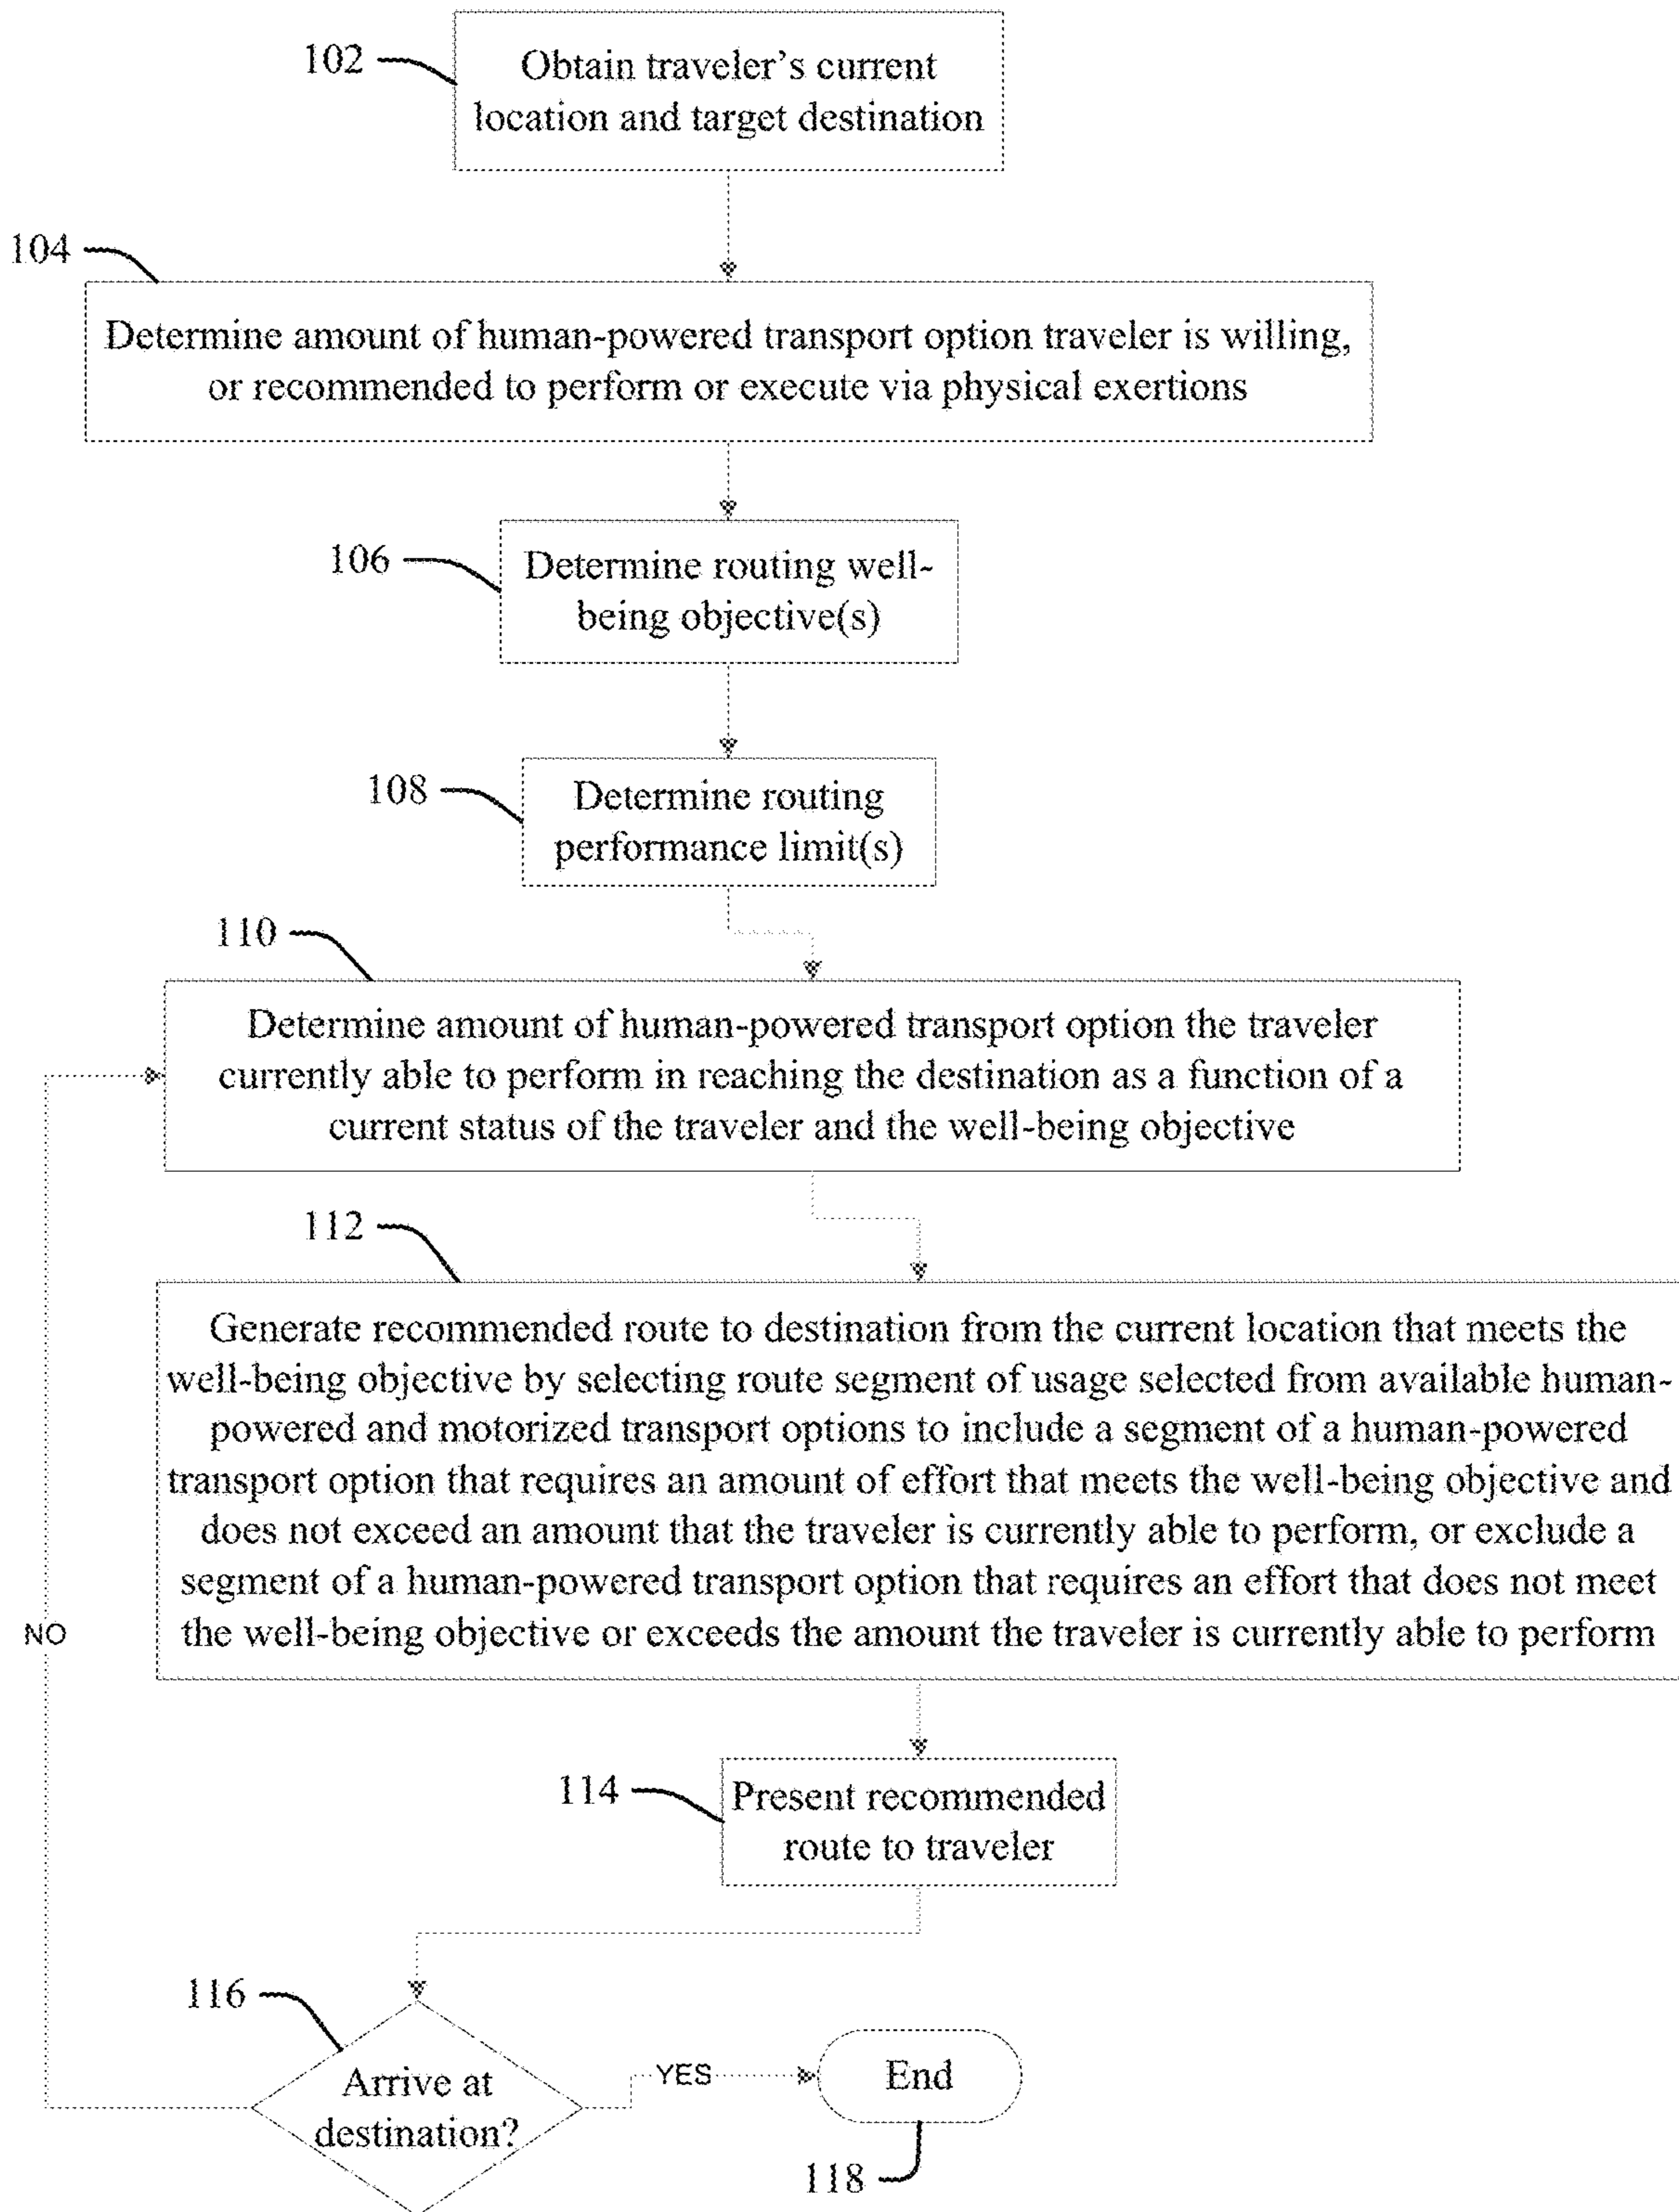 102
Obtain traveler's current
location and target destination
104
Determine amount of human-powered transport option traveler is willing,
or recommended to perform or execute via physical exertions
106
Determine routing well-
being objective(s)
108
Determine routing
performance limit(s)
110
Determine amount of human-powered transport option the traveler
currently able to perform in reaching the destination as a function of a
current status of the traveler and the well-being objective
112
Generate recommended route to destination from the current location that meets the
well-being objective by selecting route segment of usage selected from available human-
powered and motorized transport options to include a segment of a human-powered
transport option that requires an amount of effort that meets the well-being objective and
does not exceed an amount that the traveler is currently able to perform, or exclude a
segment of a human-powered transport option that requires an effort that does not meet
the well-being objective or exceeds the amount the traveler is currently able to perform
NO
114
Present recommended
route to traveler
116
Arrive at
destination?
YES
End
118